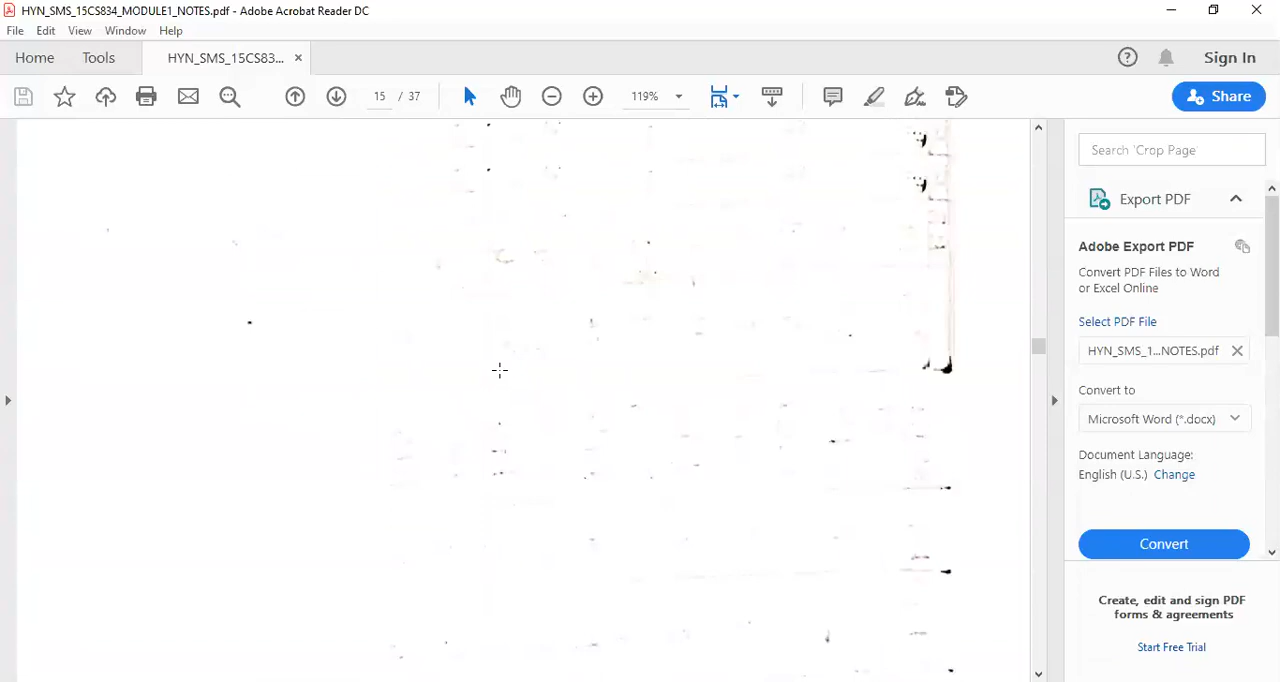 HYN_SMS_15CS834_MODULE1_NOTES.pdf - Adobe Acrobat Reader DC
File Edit View Window Help
Home Tools HYN_SMS_15CS83... × Sign In
15 / 37 119% Share
Search 'Crop Page'
Export PDF
Adobe Export PDF
Convert PDF Files to Word
or Excel Online
Select PDF File
HYN_SMS_1...NOTES.pdf
Convert to
Microsoft Word (*.docx)
Document Language:
English (U.S.) Change
Convert
Create, edit and sign PDF
forms & agreements
Start Free Trial